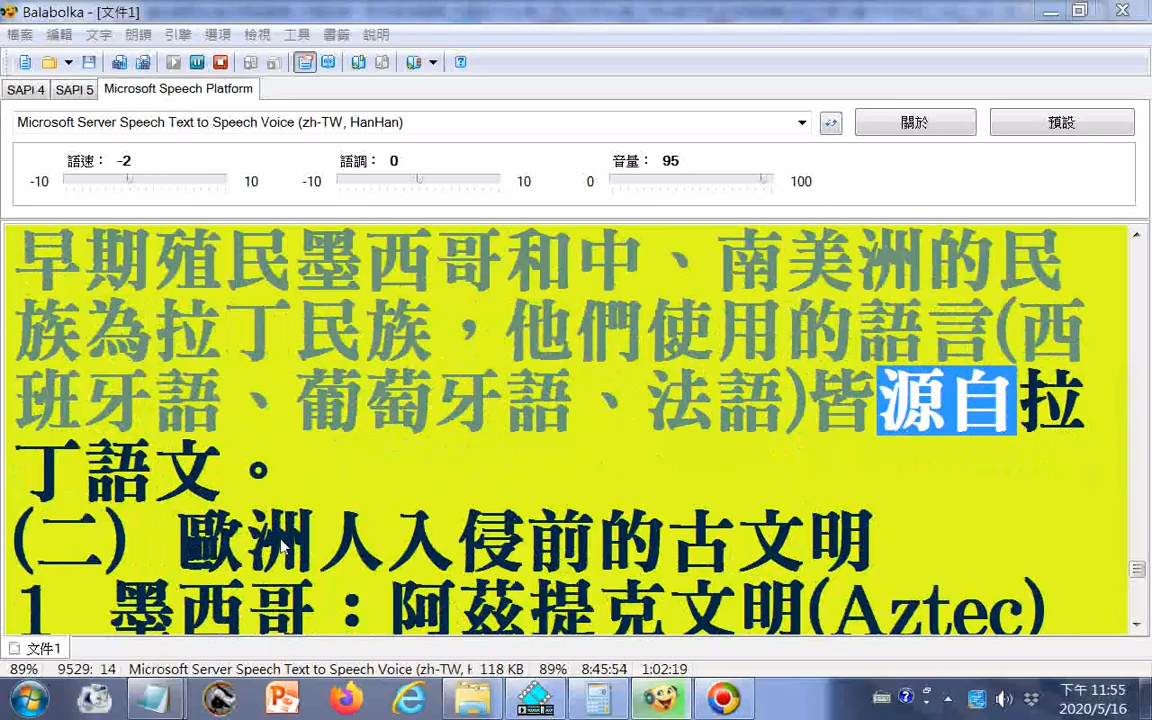 Balabolka - [文件1]
檔案 編輯 文字 朗讀 引擎 選項 檢視 工具 書籤 說明
SAPI 4 SAPI 5 Microsoft Speech Platform
Microsoft Server Speech Text to Speech Voice (zh-TW, HanHan) 關於 預設
語速： -2 語調： 0 音量： 95
-10 10 -10 10 0 100
早期殖民墨西哥和中、南美洲的民
族為拉丁民族，他們使用的語言(西
班牙語、葡萄牙語、法語)皆源自拉
丁語文。
(二) 歐洲人入侵前的古文明
1 墨西哥：阿茲提克文明(Aztec)
文件1
89% 9529: 14 Microsoft Server Speech Text to Speech Voice (zh-TW, H 118 KB 89% 8:45:54 1:02:19
下午 11:55
2020/5/16